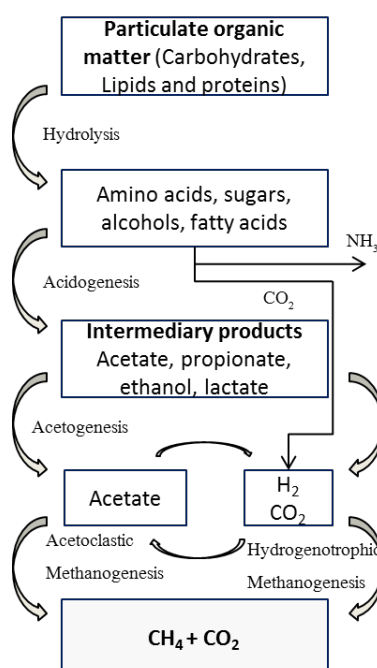 Particulate organic
matter (Carbohydrates,
Lipids and proteins)
Hydrolysis
Amino acids, sugars,
alcohols, fatty acids
NH3
Acidogenesis
CO2
Intermediary products
Acetate, propionate,
ethanol, lactate
Acetogenesis
Acetate
H2
CO2
Acetoclastic
Methanogenesis
Hydrogenotrophic
Methanogenesis
CH4 + CO2